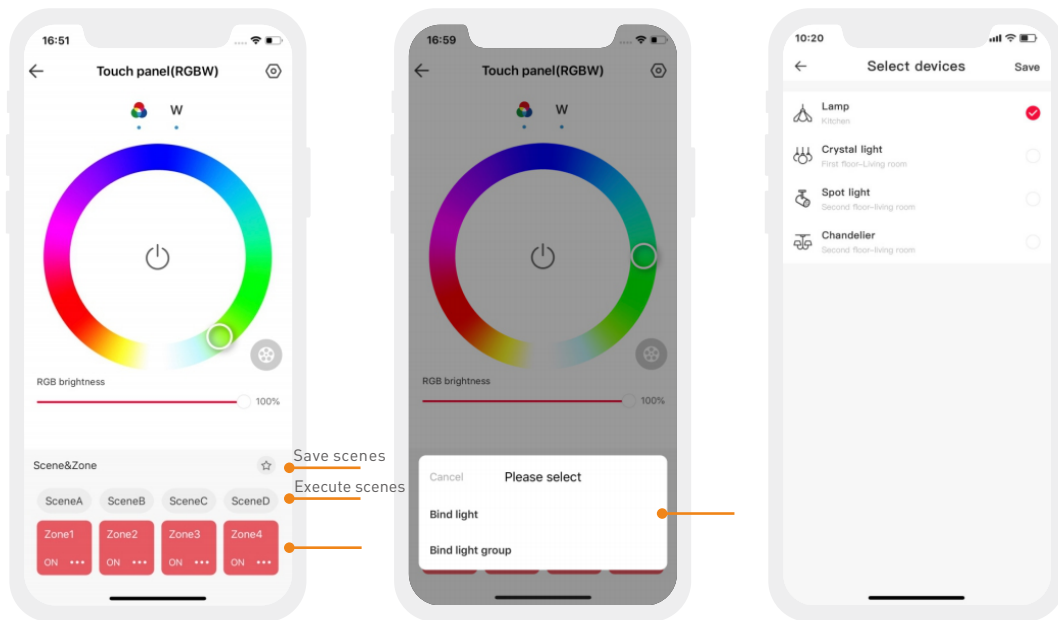 16:51
Touch panel(RGBW)
W
RGB brightness
100%
Scene&Zone
Save scenes
Execute scenes
SceneA SceneB SceneC SceneD
Zone1 Zone2 Zone3 Zone4
ON ••• ON ••• ON ••• ON •••
16:59
Touch panel(RGBW)
W
RGB brightness
100%
Cancel Please select
Bind light
Bind light group
10:20
Select devices Save
Lamp
Kitchen
Crystal light
First floor-Living room
Spot light
Second floor-living room
Chandelier
Second floor-living room